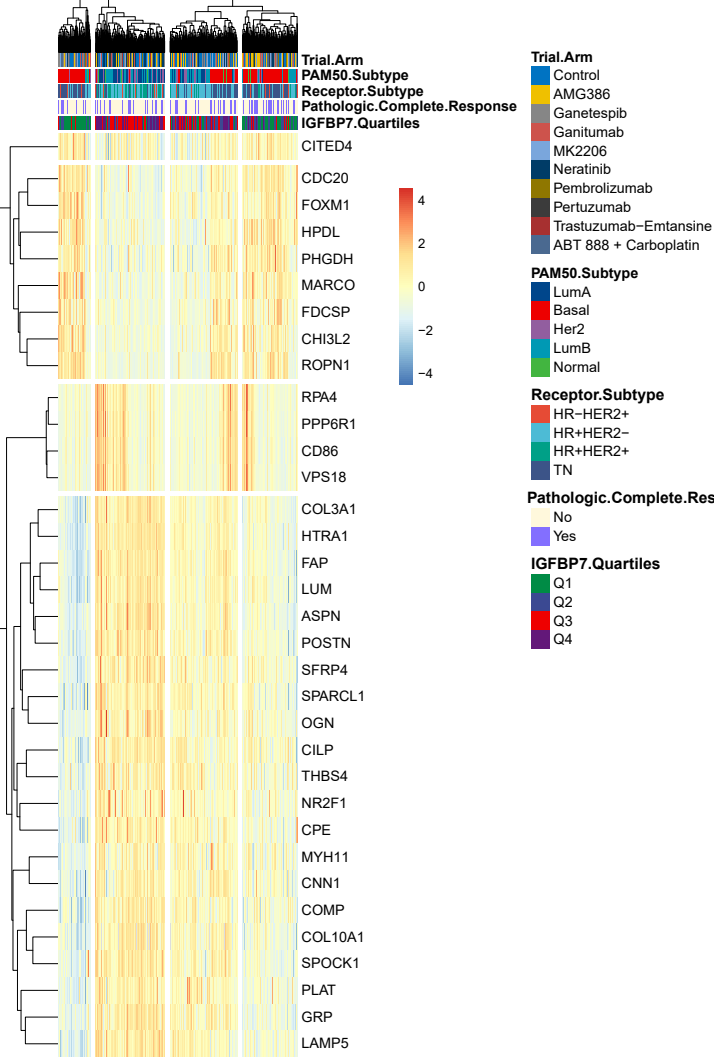 Trial.Arm
PAM50.Subtype
Receptor.Subtype
Pathologic.Complete.Response
IGFBP7.Quartiles
CITED4
CDC20
FOXM1
HPDL
PHGDH
MARCO
FDCSP
CHI3L2
ROPN1
RPA4
PPP6R1
CD86
VPS18
COL3A1
HTRA1
FAP
LUM
ASPN
POSTN
SFRP4
SPARCL1
OGN
CILP
THBS4
NR2F1
CPE
MYH11
CNN1
COMP
COL10A1
SPOCK1
PLAT
GRP
LAMP5
4
2
0
−2
−4
Trial.Arm
Control
AMG386
Ganetespib
Ganitumab
MK2206
Neratinib
Pembrolizumab
Pertuzumab
Trastuzumab−Emtansine
ABT 888 + Carboplatin
PAM50.Subtype
LumA
Basal
Her2
LumB
Normal
Receptor.Subtype
HR−HER2+
HR+HER2−
HR+HER2+
TN
Pathologic.Complete.Res
No
Yes
IGFBP7.Quartiles
Q1
Q2
Q3
Q4